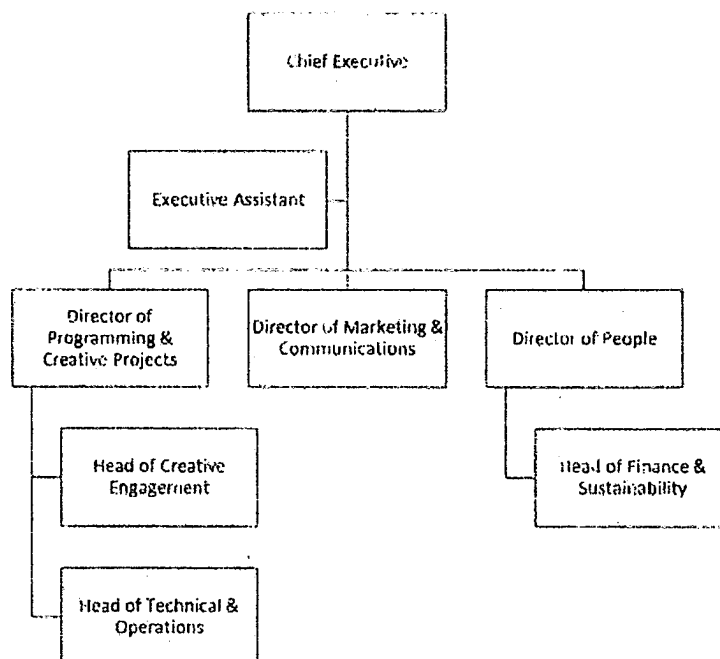 Chief Executive
Executive Assistant
Director of
Programming &
Creative Projects
Director of Marketing &
Communications
Director of People
Head of Creative
Engagement
Head of Finance &
Sustainability
Head of Technical &
Operations